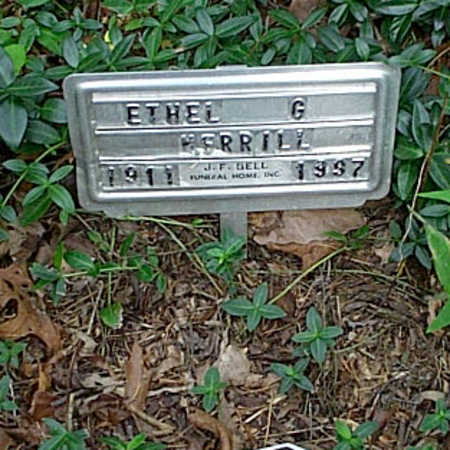 ETHEL G
MERRILL
J. F. BELL
FUNERAL HOME, INC.
1911 1997